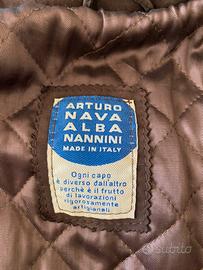 ARTURO
NAVA
ALBA
NANNINI
MADE IN ITALY
Ogni capo
è diverso dall'altro
perchè è il frutto
di lavorazioni
rigorosamente
artigianali
subito